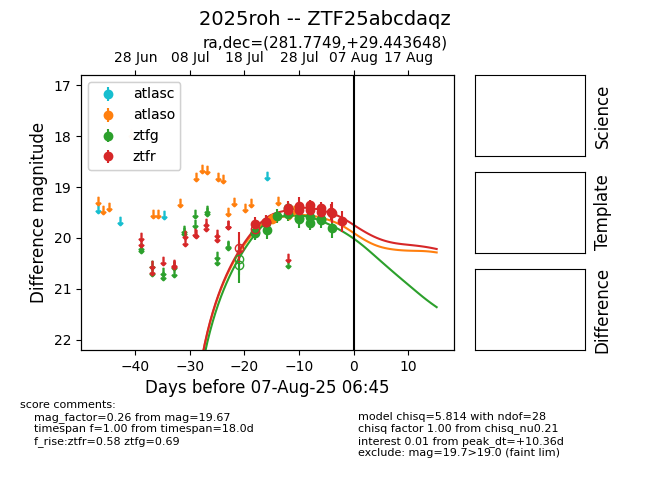 2025roh -- ZTF25abcdaqz
ra,dec=(281.7749,+29.443648)
28 Jun 08 Jul 18 Jul 28 Jul 07 Aug 17 Aug
17
18
19
20
21
22
Difference magnitude
atlasc
atlaso
ztfg
ztfr
−40 −30 −20 −10 0 10
Days before 07-Aug-25 06:45
Science
Template
Difference
score comments:
mag_factor=0.26 from mag=19.67
timespan f=1.00 from timespan=18.0d
f_rise:ztfr=0.58 ztfg=0.69
model chisq=5.814 with ndof=28
chisq factor 1.00 from chisq_nu0.21
interest 0.01 from peak_dt=+10.36d
exclude: mag=19.7>19.0 (faint lim)